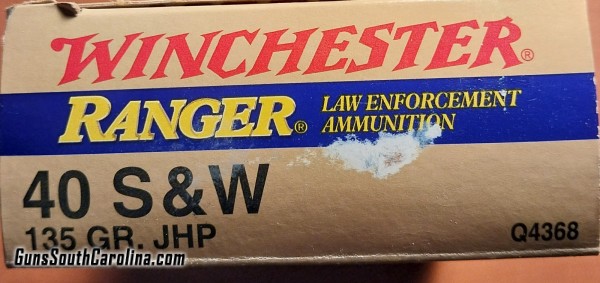 WINCHESTER®
RANGER® LAW ENFORCEMENT
AMMUNITION
40 S&W
135 GR. JHP Q4368
GunsSouthCarolina.com